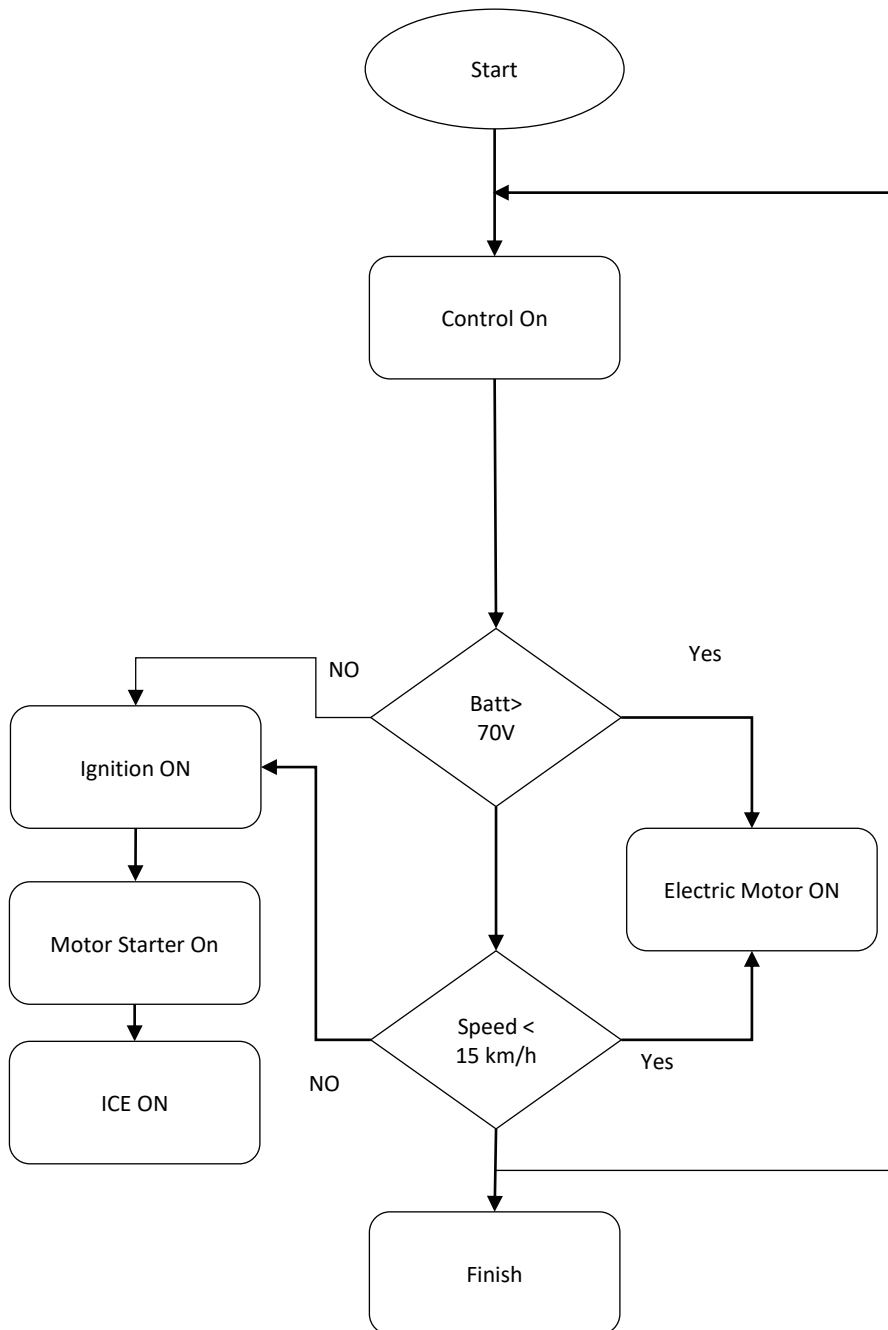 Start
Control On
NO
Yes
Batt>
70V
Ignition ON
Electric Motor ON
Motor Starter On
Speed <
15 km/h
NO
Yes
ICE ON
Finish